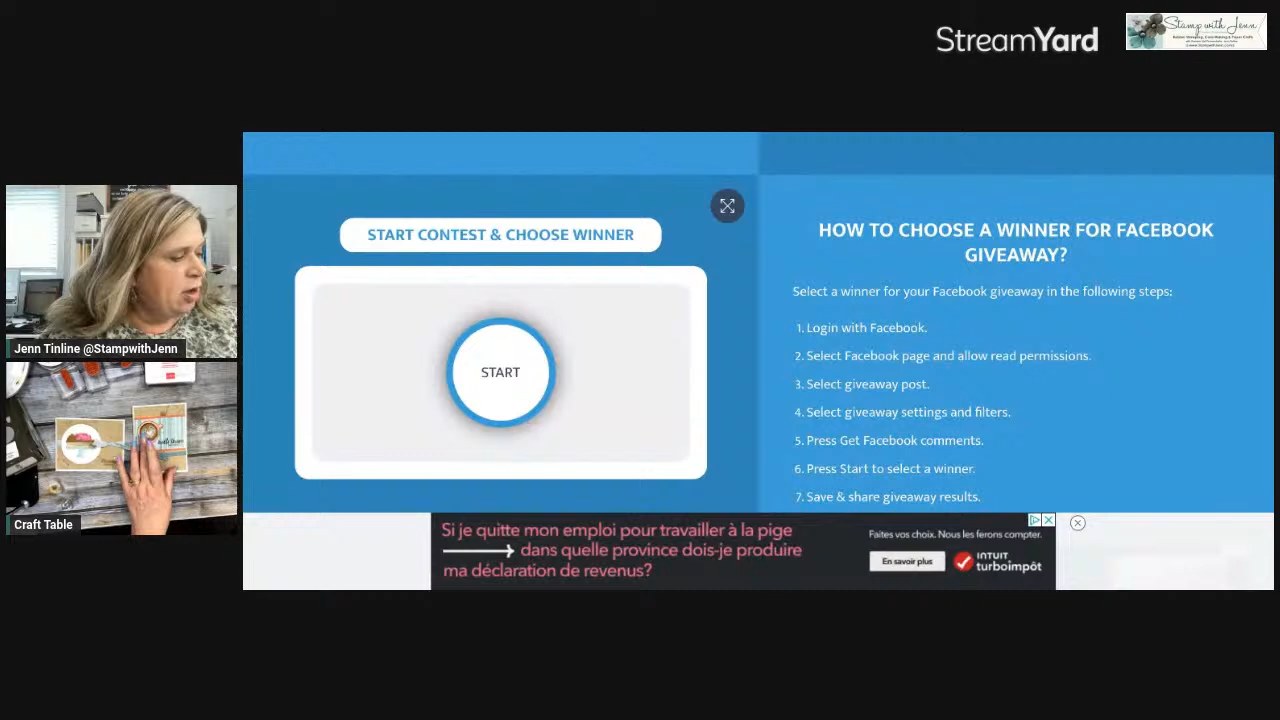 StreamYard
Stamp with Jenn
START CONTEST & CHOOSE WINNER
START
HOW TO CHOOSE A WINNER FOR FACEBOOK
GIVEAWAY?
Select a winner for your Facebook giveaway in the following steps:
1. Login with Facebook.
2. Select Facebook page and allow read permissions.
3. Select giveaway post.
4. Select giveaway settings and filters.
5. Press Get Facebook comments.
6. Press Start to select a winner.
7. Save & share giveaway results.
Jenn Tinline @StampwithJenn
Craft Table
Si je quitte mon emploi pour travailler à la pige
dans quelle province dois-je produire
ma déclaration de revenus?
Faites vos choix. Nous les ferons compter.
En savoir plus
INTUIT
turboimpôt